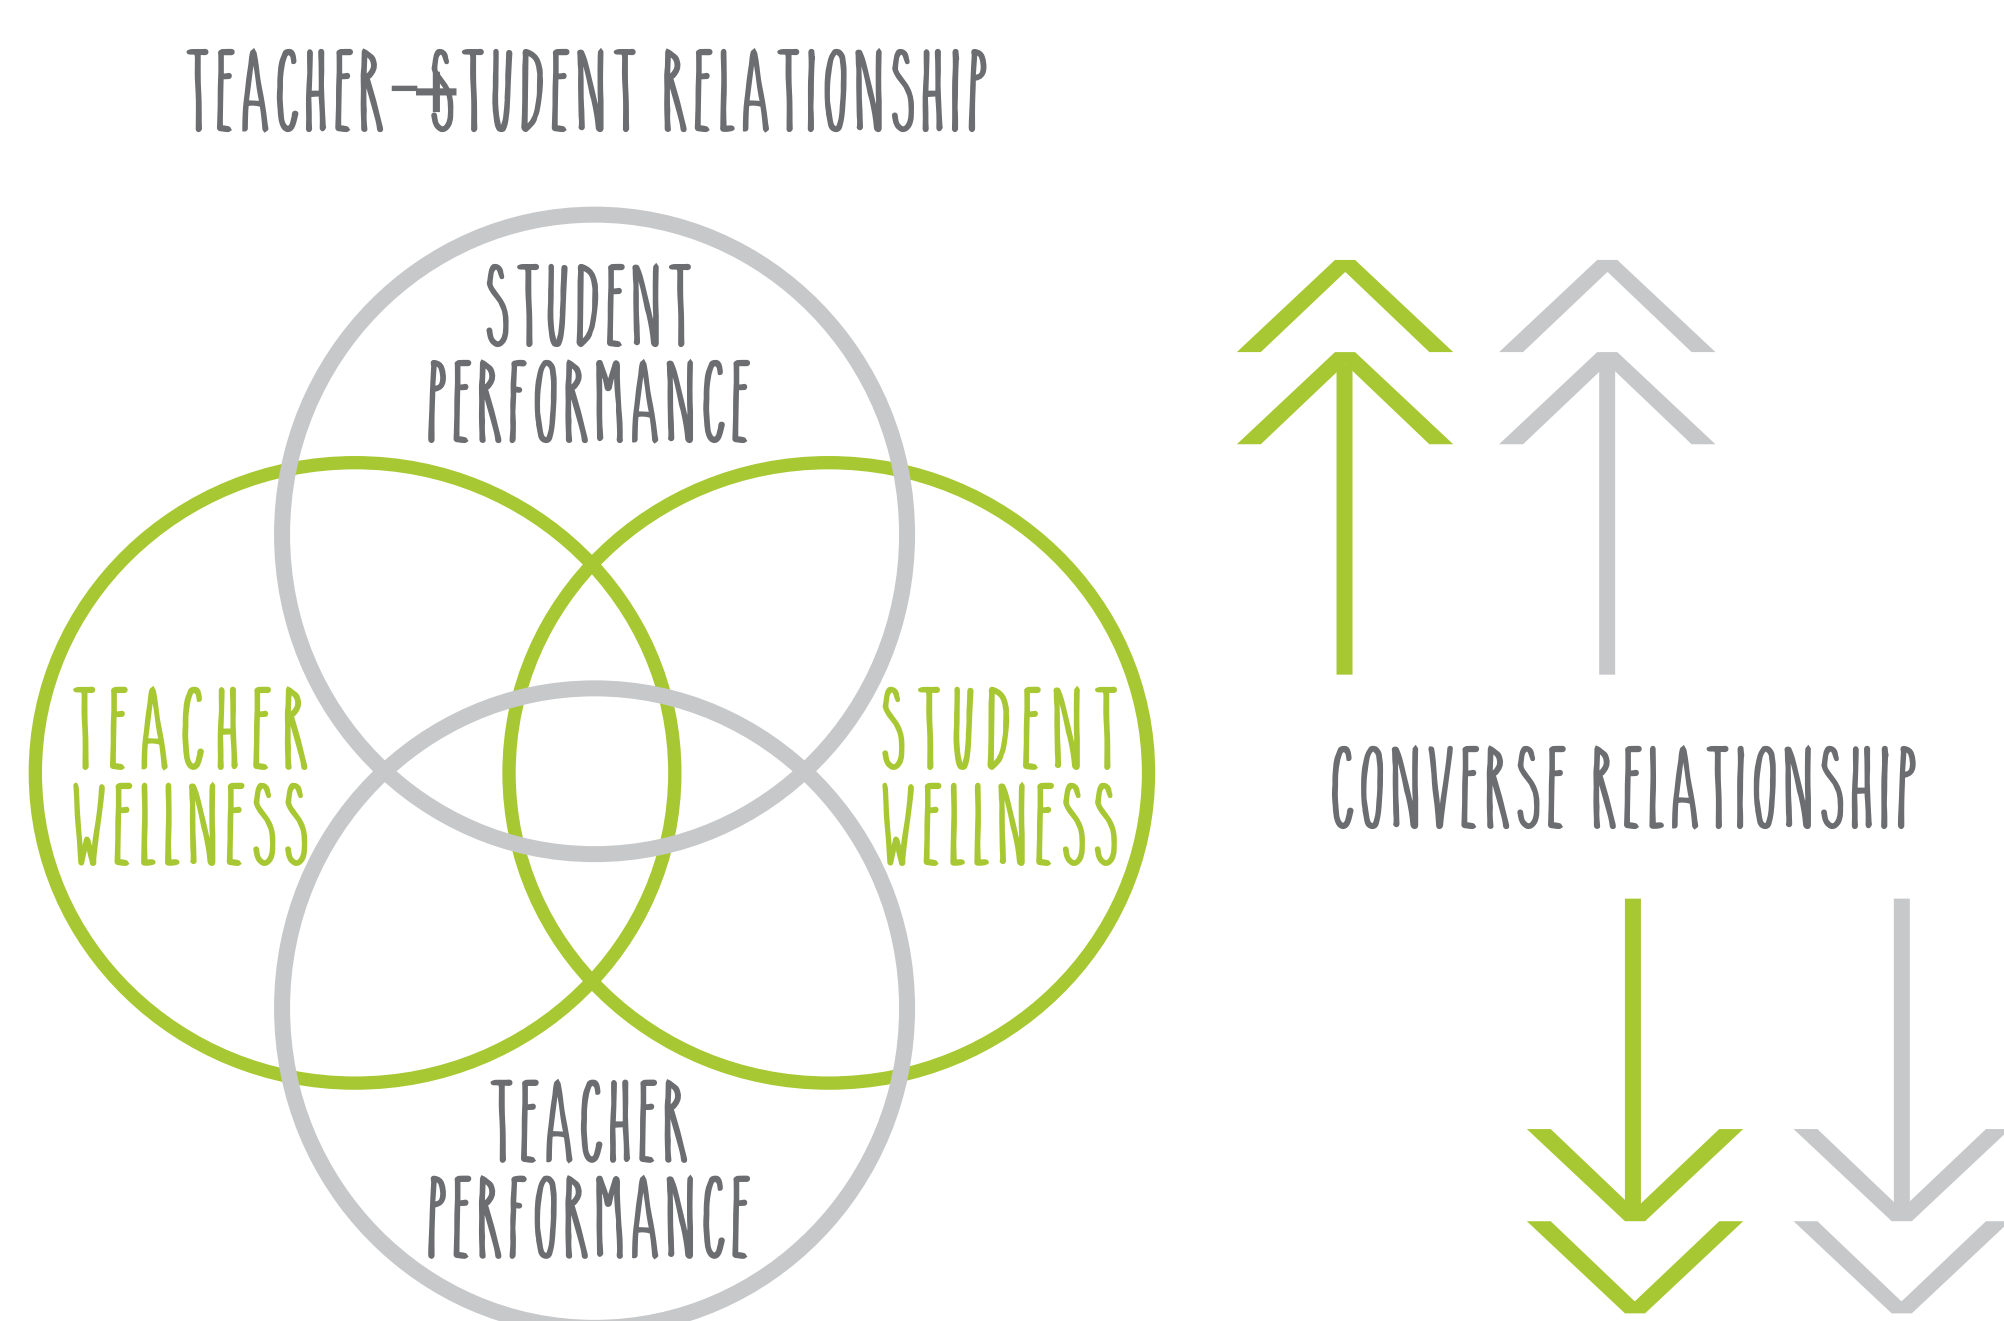 TEACHER-STUDENT RELATIONSHIP
STUDENT
PERFORMANCE
TEACHER
WELLNESS
STUDENT
WELLNESS
CONVERSE RELATIONSHIP
TEACHER
PERFORMANCE